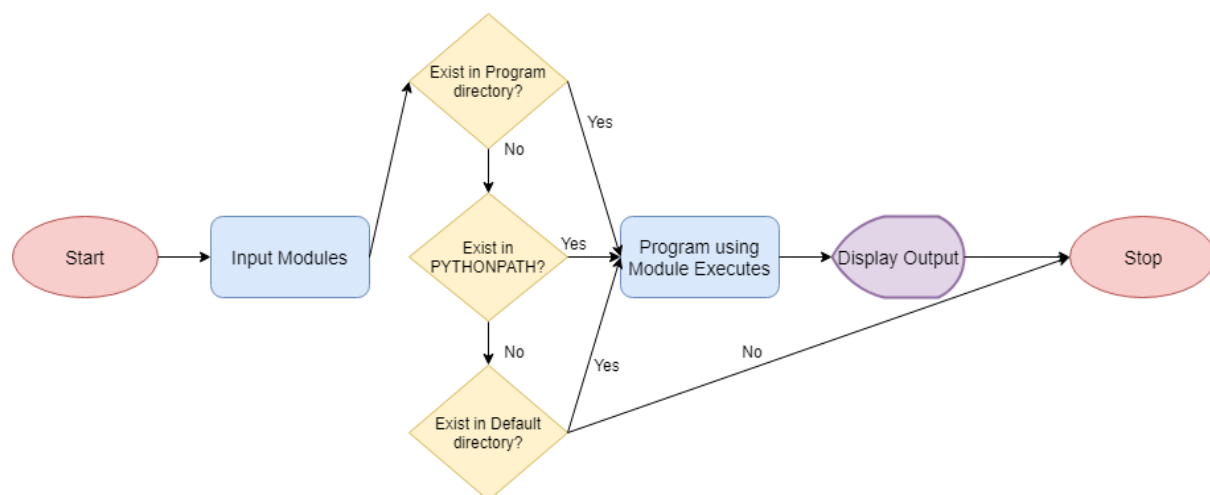 Start
Input Modules
Exist in Program
directory?
Yes
No
Exist in
PYTHONPATH?
Yes
No
Exist in Default
directory?
Yes
No
Program using
Module Executes
Display Output
Stop